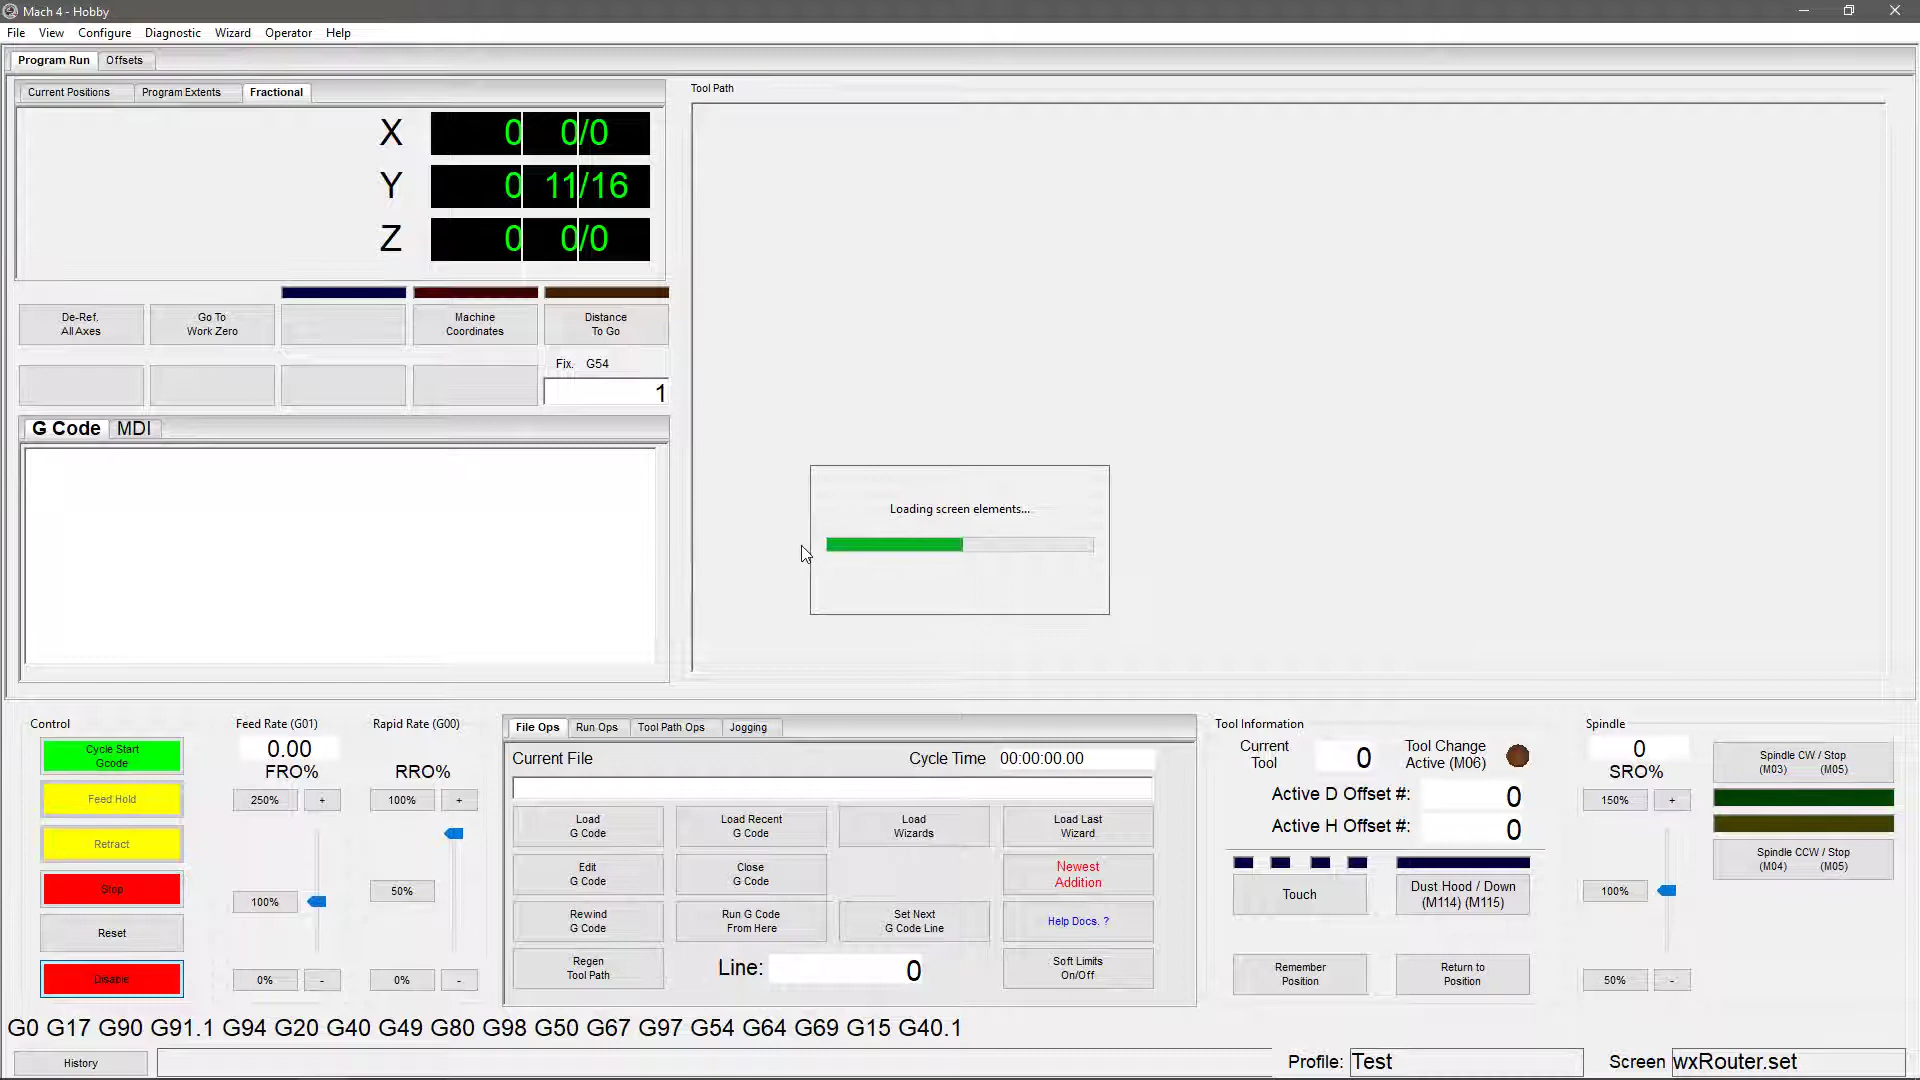 Mach 4 - Hobby
File View Configure Diagnostic Wizard Operator Help
Program Run Offsets
Current Positions Program Extents Fractional
Tool Path
X 0 0/0
Y 0 11/16
Z 0 0/0
De-Ref.
All Axes
Go To
Work Zero
Machine
Coordinates
Distance
To Go
Fix. G54
1
G Code MDI
Loading screen elements...
Control
Cycle Start
Gcode
Feed Hold
Retract
Stop
Reset
Disable
Feed Rate (G01)
0.00
FRO%
250% +
100%
0% -
Rapid Rate (G00)
RRO%
100% +
50%
0% -
File Ops Run Ops Tool Path Ops Jogging
Current File
Cycle Time 00:00:00.00
Load
G Code
Load Recent
G Code
Load
Wizards
Load Last
Wizard
Edit
G Code
Close
G Code
Newest
Addition
Rewind
G Code
Run G Code
From Here
Set Next
G Code Line
Help Docs. ?
Regen
Tool Path
Line: 0
Soft Limits
On/Off
Tool Information
Current
Tool
0
Tool Change
Active (M06)
Active D Offset #: 0
Active H Offset #: 0
Touch
Dust Hood / Down
(M114) (M115)
Remember
Position
Return to
Position
Spindle
0
SRO%
150% +
100%
50% -
Spindle CW / Stop
(M03) (M05)
Spindle CCW / Stop
(M04) (M05)
G0 G17 G90 G91.1 G94 G20 G40 G49 G80 G98 G50 G67 G97 G54 G64 G69 G15 G40.1
History
Profile: Test
Screen wxRouter.set